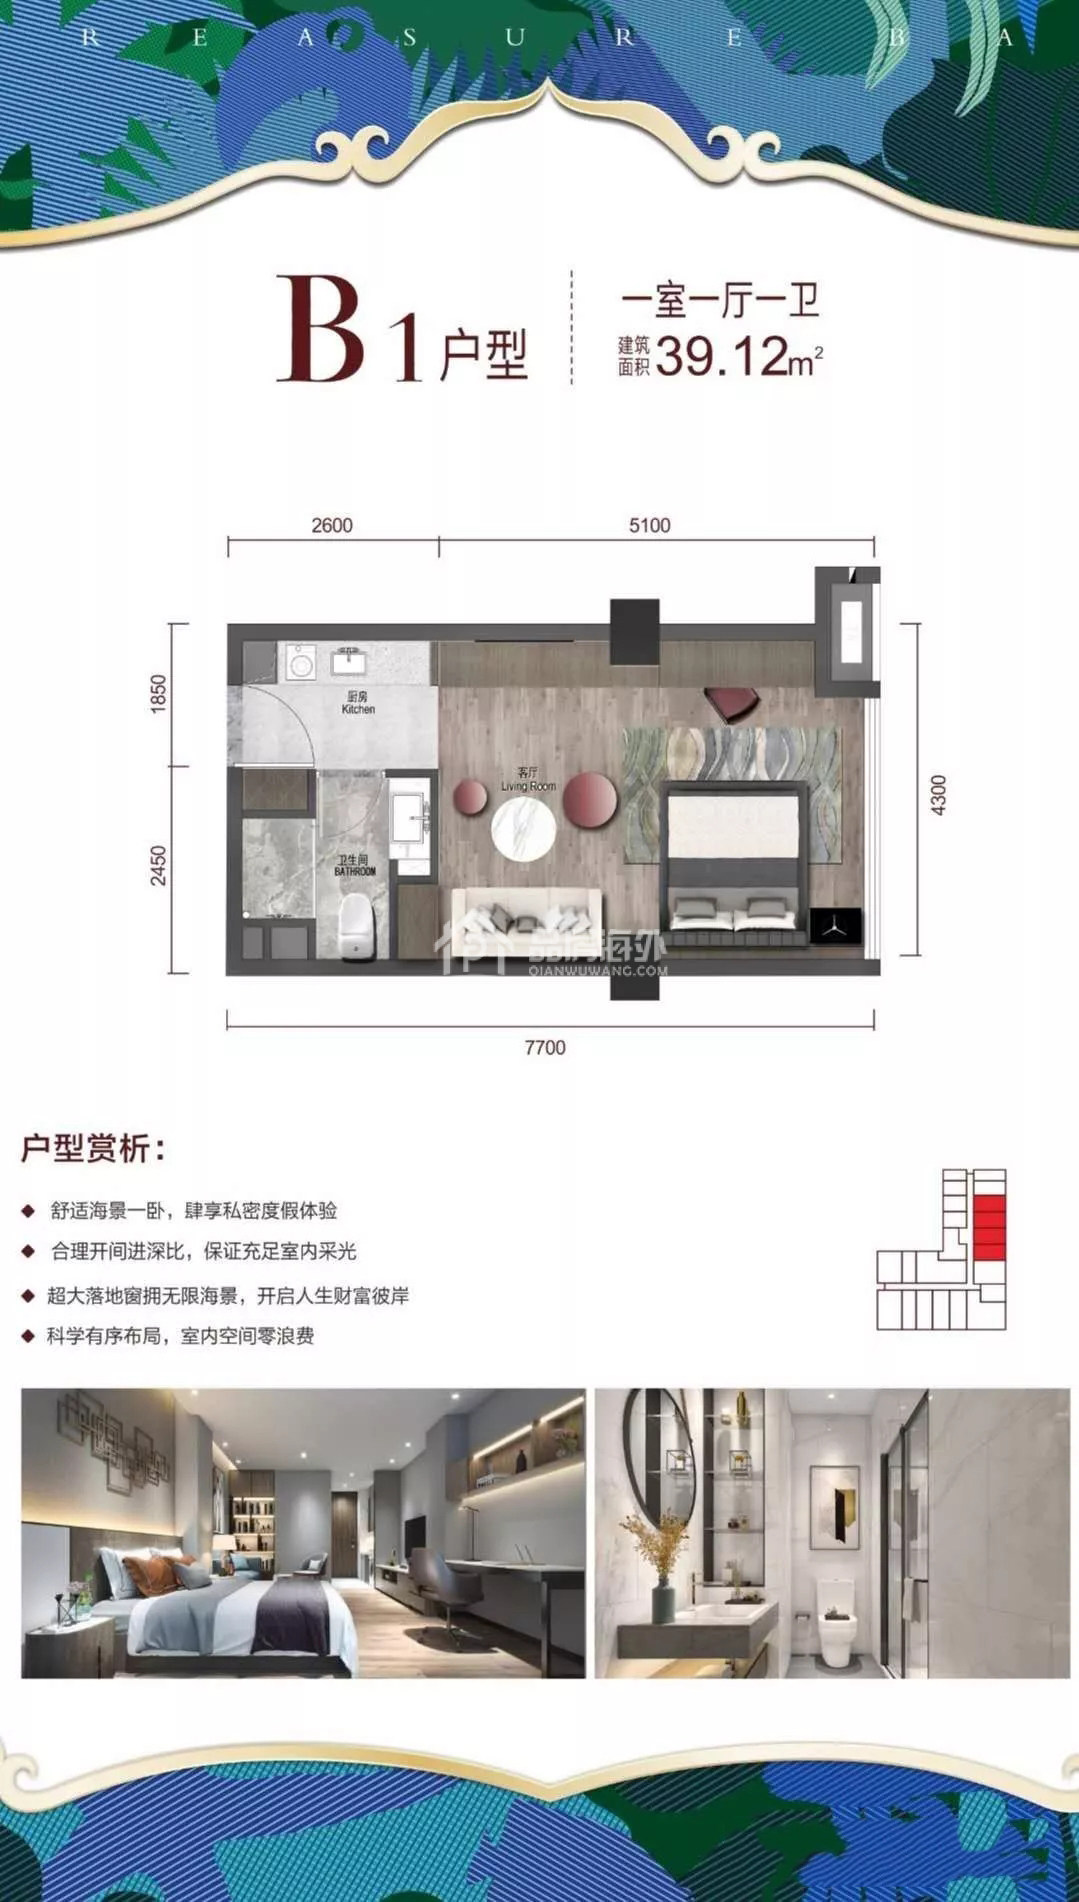 REASURE BA
B1户型
一室一厅一卫
建筑面积 39.12m²
2600 5100
1850
2450
4300
厨房
Kitchen
客厅
Living Room
卫生间
BATHROOM
海外
QIANWUWANG.COM
7700
户型赏析：
◆ 舒适海景一卧，肆享私密度假体验
◆ 合理开间进深比，保证充足室内采光
◆ 超大落地窗拥无限海景，开启人生财富彼岸
◆ 科学有序布局，室内空间零浪费